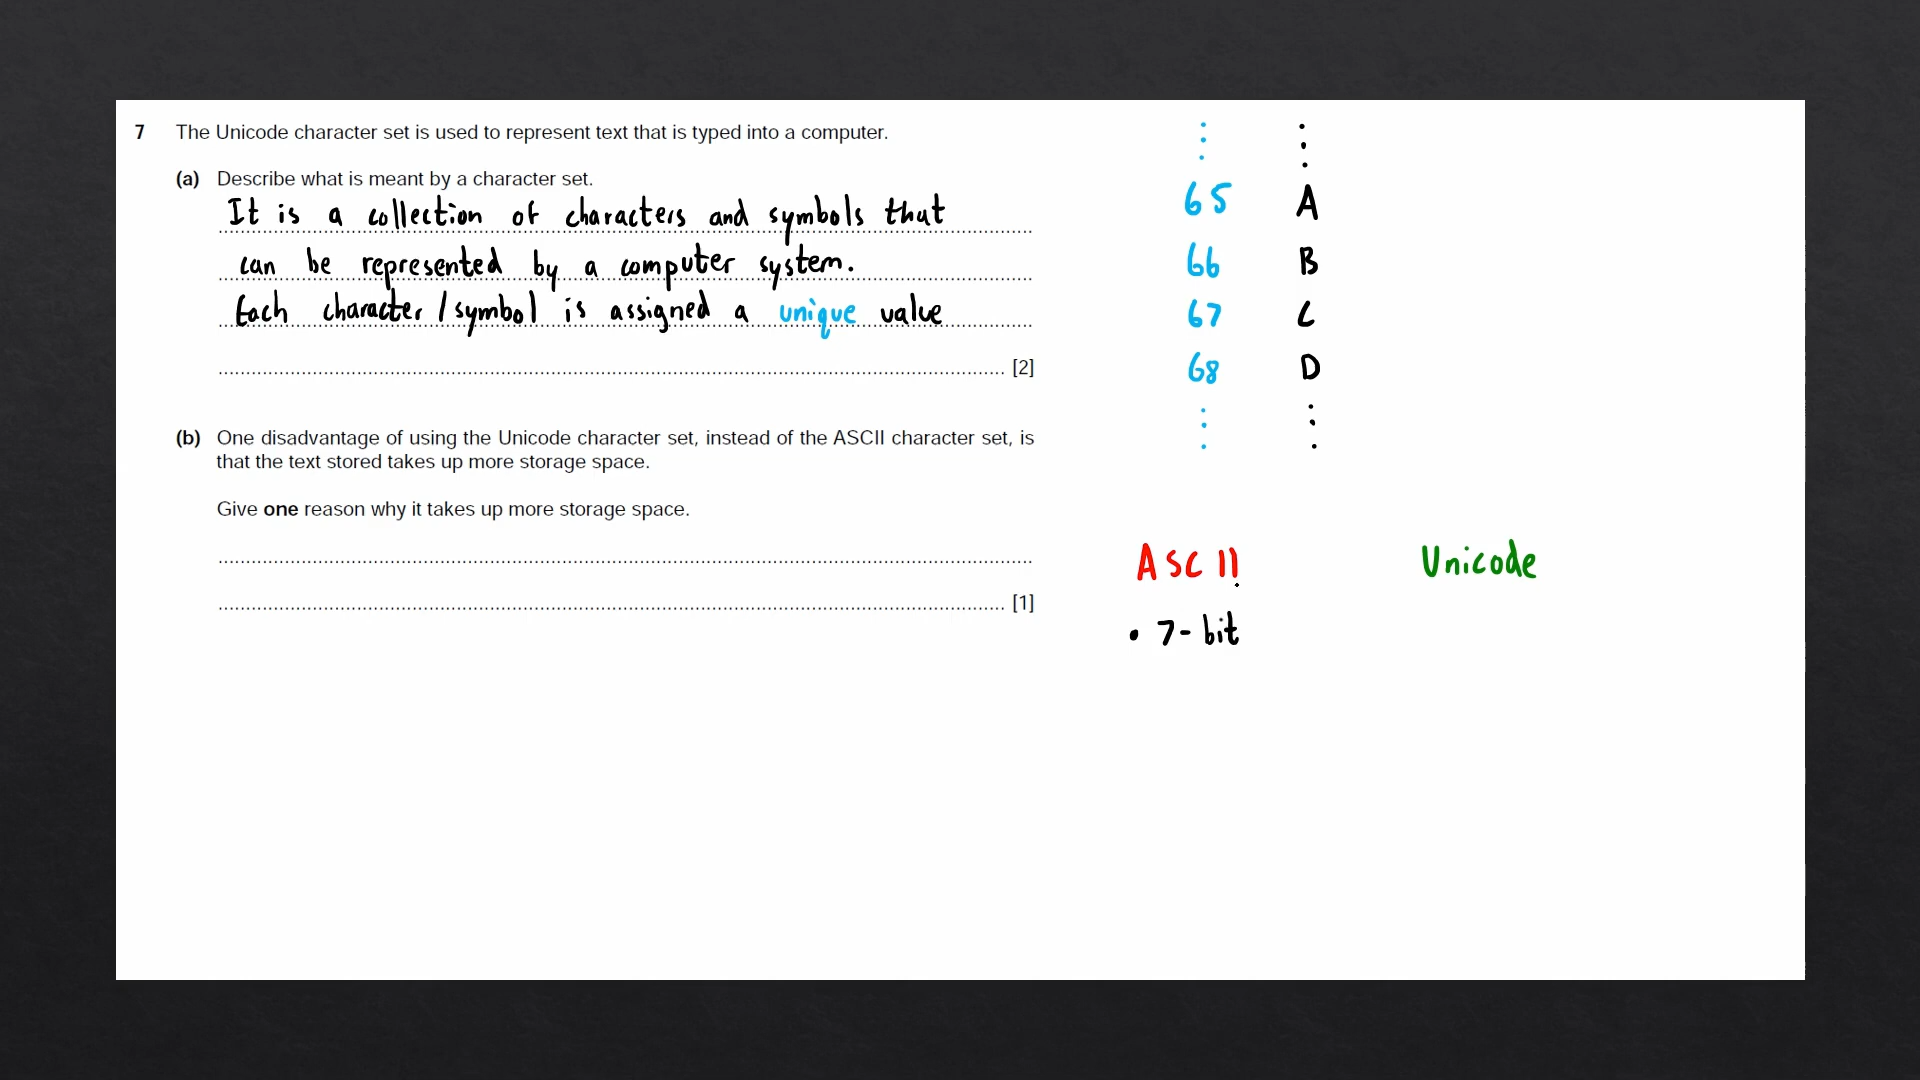 7 The Unicode character set is used to represent text that is typed into a computer.
(a) Describe what is meant by a character set.
It is a collection of characters and symbols that
can be represented by a computer system.
Each character / symbol is assigned a unique value
[2]
(b) One disadvantage of using the Unicode character set, instead of the ASCII character set, is
that the text stored takes up more storage space.
Give one reason why it takes up more storage space.
[1]
65 A
66 B
67 C
68 D
ASCII Unicode
• 7-bit